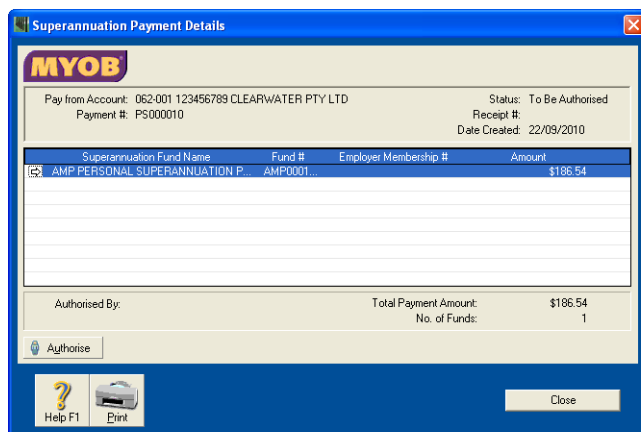 Superannuation Payment Details
MYOB
Pay from Account: 062-001 123456789 CLEARWATER PTY LTD Status: To Be Authorised
Payment #: PS000010 Receipt #:
Date Created: 22/09/2010
Superannuation Fund Name Fund # Employer Membership # Amount
AMP PERSONAL SUPERANNUATION P... AMP0001... $186.54
Authorised By: Total Payment Amount: $186.54
No. of Funds: 1
Authorise
Help F1 Print Close